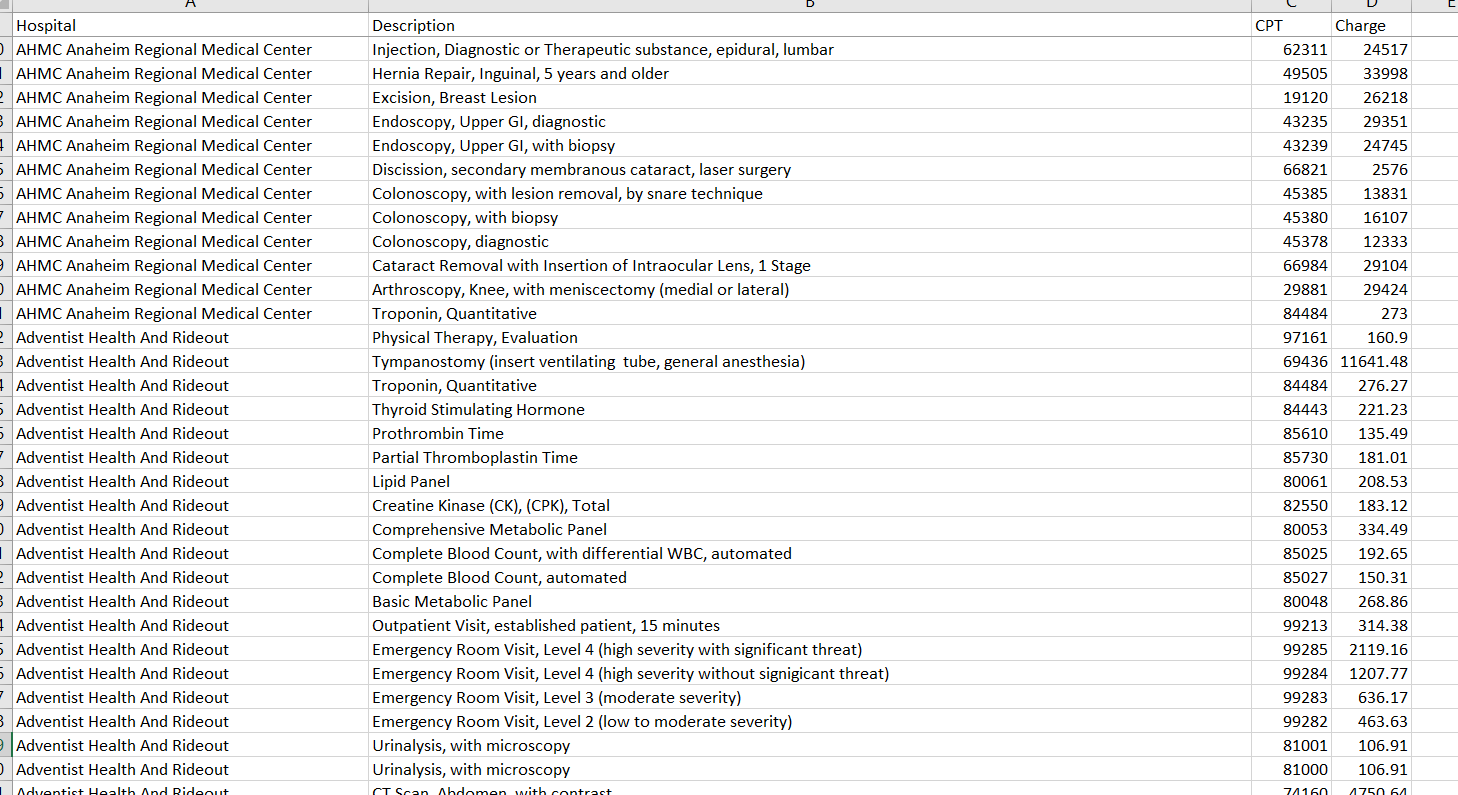 A B C D E
Hospital Description CPT Charge
AHMC Anaheim Regional Medical Center Injection, Diagnostic or Therapeutic substance, epidural, lumbar 62311 24517
AHMC Anaheim Regional Medical Center Hernia Repair, Inguinal, 5 years and older 49505 33998
AHMC Anaheim Regional Medical Center Excision, Breast Lesion 19120 26218
AHMC Anaheim Regional Medical Center Endoscopy, Upper GI, diagnostic 43235 29351
AHMC Anaheim Regional Medical Center Endoscopy, Upper GI, with biopsy 43239 24745
AHMC Anaheim Regional Medical Center Discission, secondary membranous cataract, laser surgery 66821 2576
AHMC Anaheim Regional Medical Center Colonoscopy, with lesion removal, by snare technique 45385 13831
AHMC Anaheim Regional Medical Center Colonoscopy, with biopsy 45380 16107
AHMC Anaheim Regional Medical Center Colonoscopy, diagnostic 45378 12333
AHMC Anaheim Regional Medical Center Cataract Removal with Insertion of Intraocular Lens, 1 Stage 66984 29104
AHMC Anaheim Regional Medical Center Arthroscopy, Knee, with meniscectomy (medial or lateral) 29881 29424
AHMC Anaheim Regional Medical Center Troponin, Quantitative 84484 273
Adventist Health And Rideout Physical Therapy, Evaluation 97161 160.9
Adventist Health And Rideout Tympanostomy (insert ventilating  tube, general anesthesia) 69436 11641.48
Adventist Health And Rideout Troponin, Quantitative 84484 276.27
Adventist Health And Rideout Thyroid Stimulating Hormone 84443 221.23
Adventist Health And Rideout Prothrombin Time 85610 135.49
Adventist Health And Rideout Partial Thromboplastin Time 85730 181.01
Adventist Health And Rideout Lipid Panel 80061 208.53
Adventist Health And Rideout Creatine Kinase (CK), (CPK), Total 82550 183.12
Adventist Health And Rideout Comprehensive Metabolic Panel 80053 334.49
Adventist Health And Rideout Complete Blood Count, with differential WBC, automated 85025 192.65
Adventist Health And Rideout Complete Blood Count, automated 85027 150.31
Adventist Health And Rideout Basic Metabolic Panel 80048 268.86
Adventist Health And Rideout Outpatient Visit, established patient, 15 minutes 99213 314.38
Adventist Health And Rideout Emergency Room Visit, Level 4 (high severity with significant threat) 99285 2119.16
Adventist Health And Rideout Emergency Room Visit, Level 4 (high severity without signigicant threat) 99284 1207.77
Adventist Health And Rideout Emergency Room Visit, Level 3 (moderate severity) 99283 636.17
Adventist Health And Rideout Emergency Room Visit, Level 2 (low to moderate severity) 99282 463.63
Adventist Health And Rideout Urinalysis, with microscopy 81001 106.91
Adventist Health And Rideout Urinalysis, with microscopy 81000 106.91
Adventist Health And Rideout CT Scan, Abdomen, with contrast 74160 4750.64